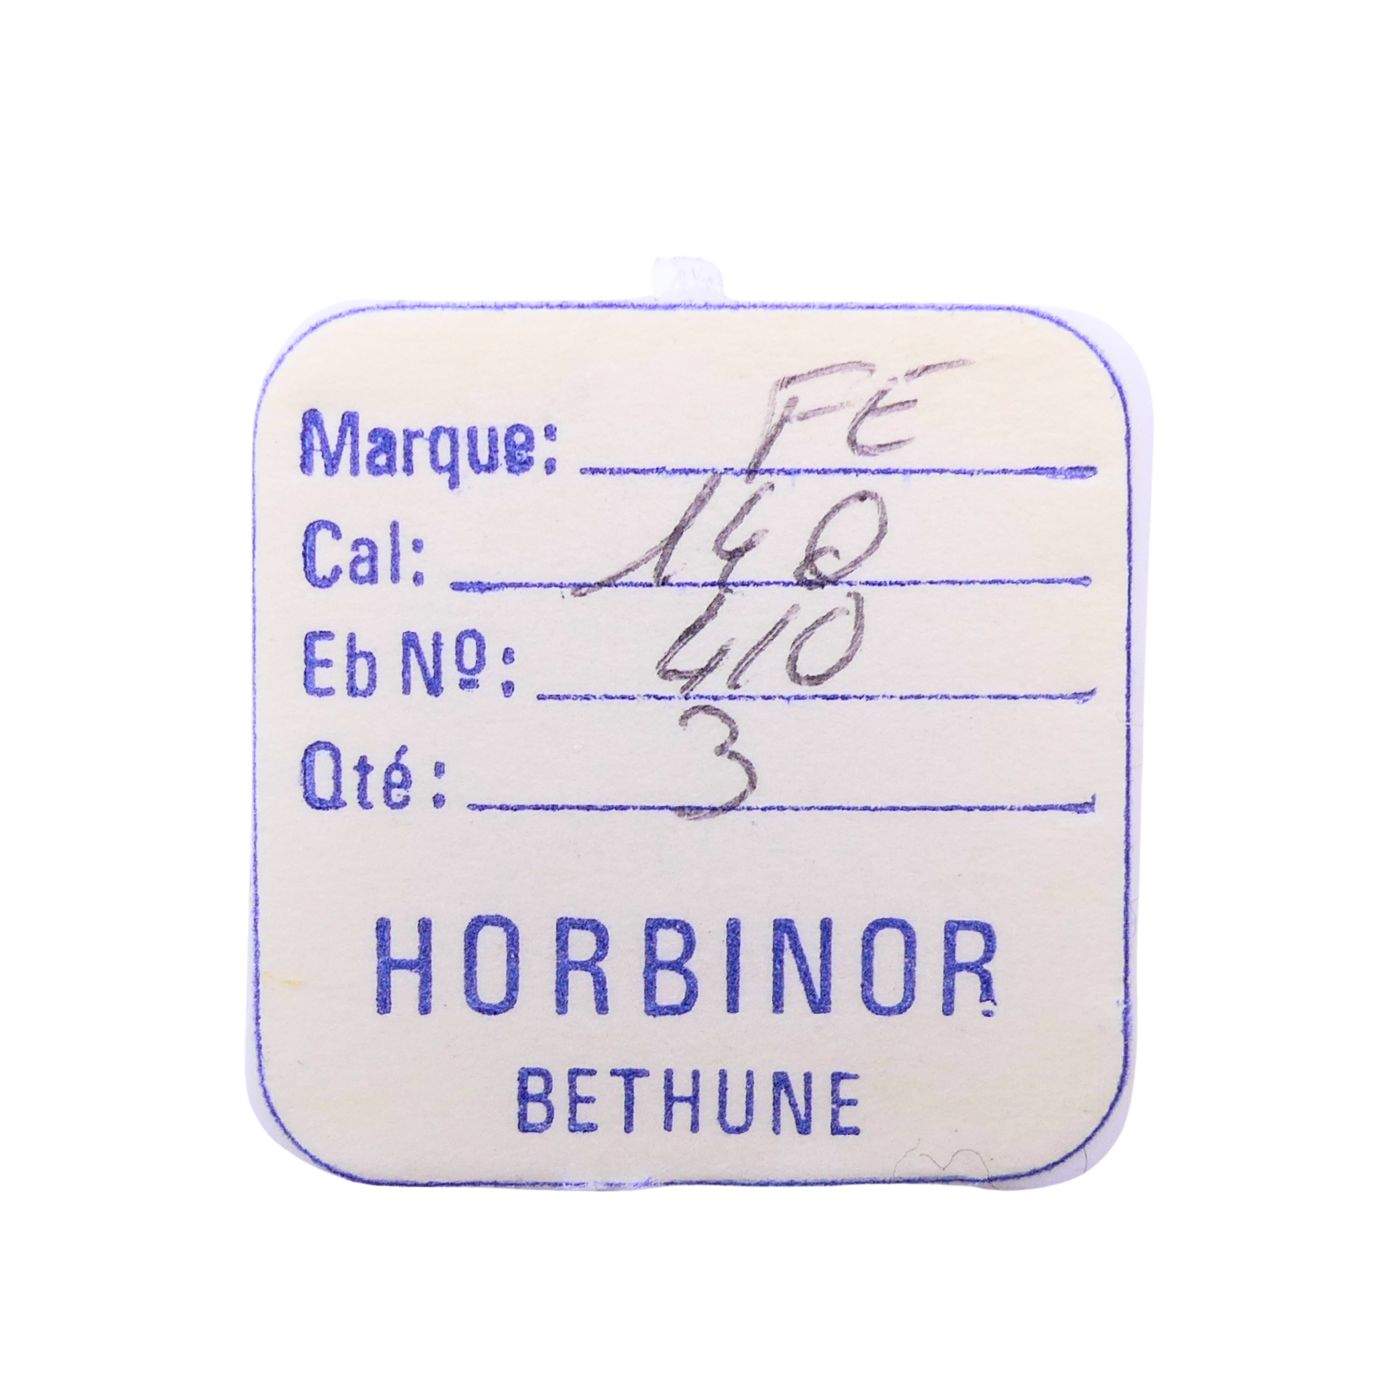 Marque: FE
Cal: 140
Eb Nº: 410
Qté: 3
HORBINOR
BETHUNE